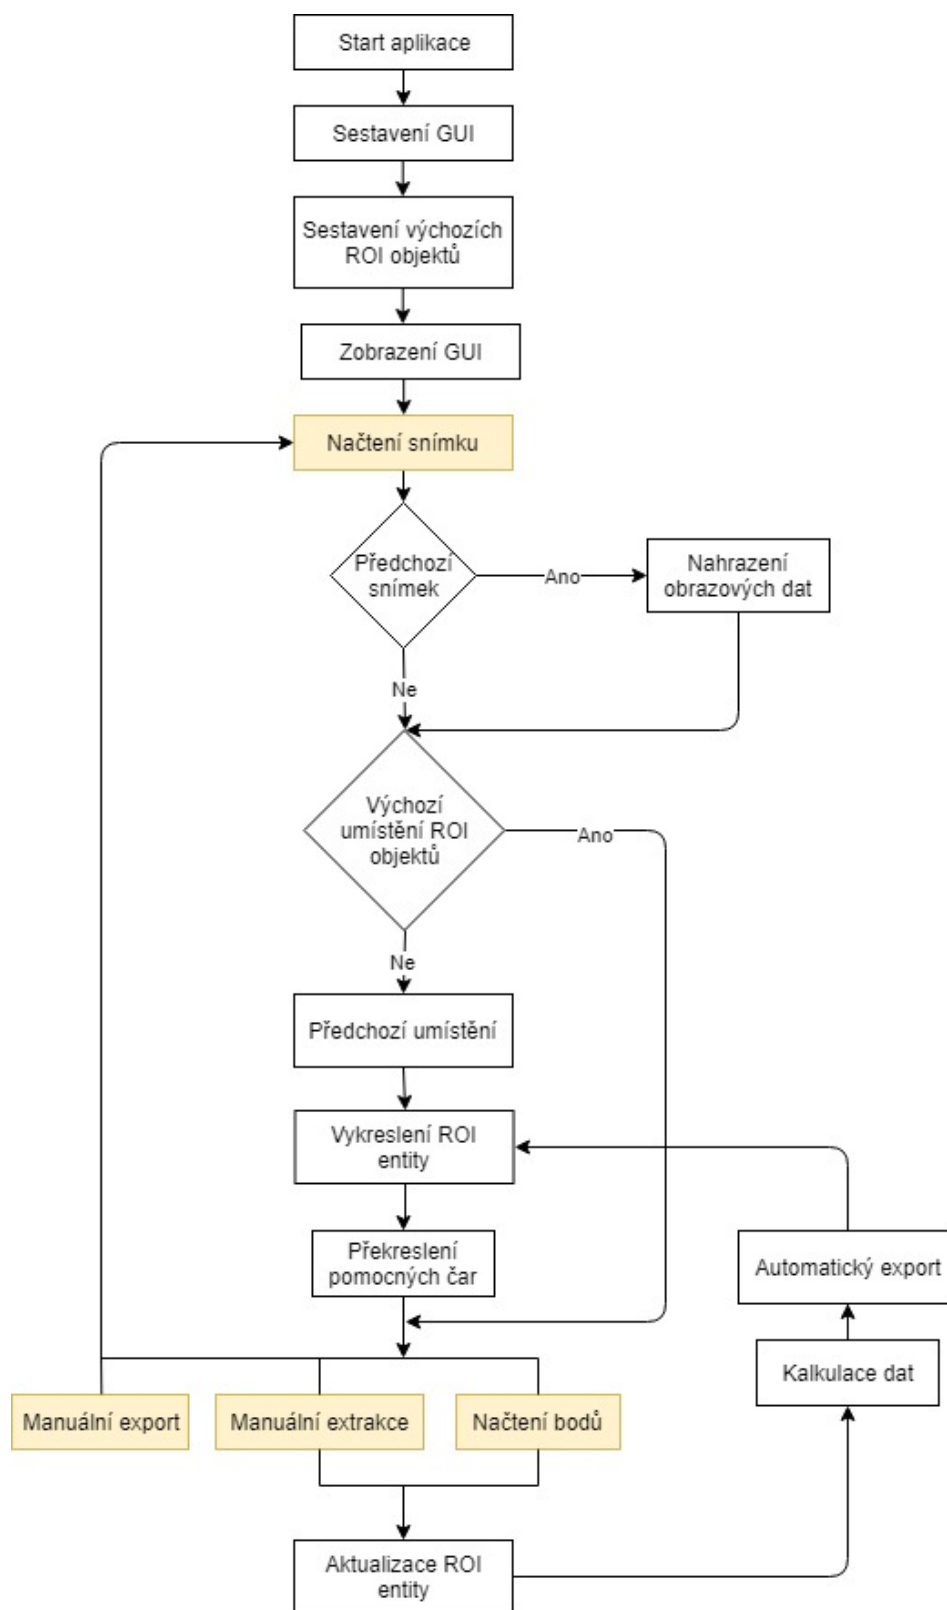 Start aplikace
Sestavení GUI
Sestavení výchozích
ROI objektů
Zobrazení GUI
Načtení snímku
Předchozí
snímek
Ano
Nahrazení
obrazových dat
Ne
Výchozí
umístění ROI
objektů
Ano
Ne
Předchozí umístění
Vykreslení ROI
entity
Překreslení
pomocných čar
Automatický export
Kalkulace dat
Manuální export
Manuální extrakce
Načtení bodů
Aktualizace ROI
entity